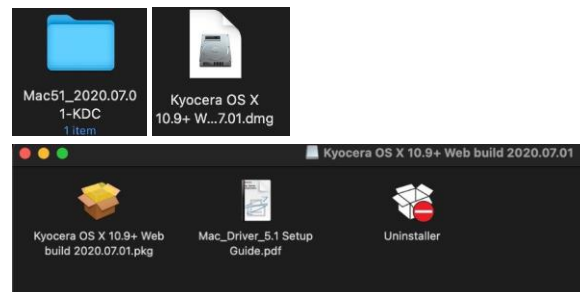 Mac51_2020.07.0
1-KDC
1 item
Kyocera OS X
10.9+ W...7.01.dmg
Kyocera OS X 10.9+ Web build 2020.07.01
Kyocera OS X 10.9+ Web
build 2020.07.01.pkg
Mac_Driver_5.1 Setup
Guide.pdf
Uninstaller